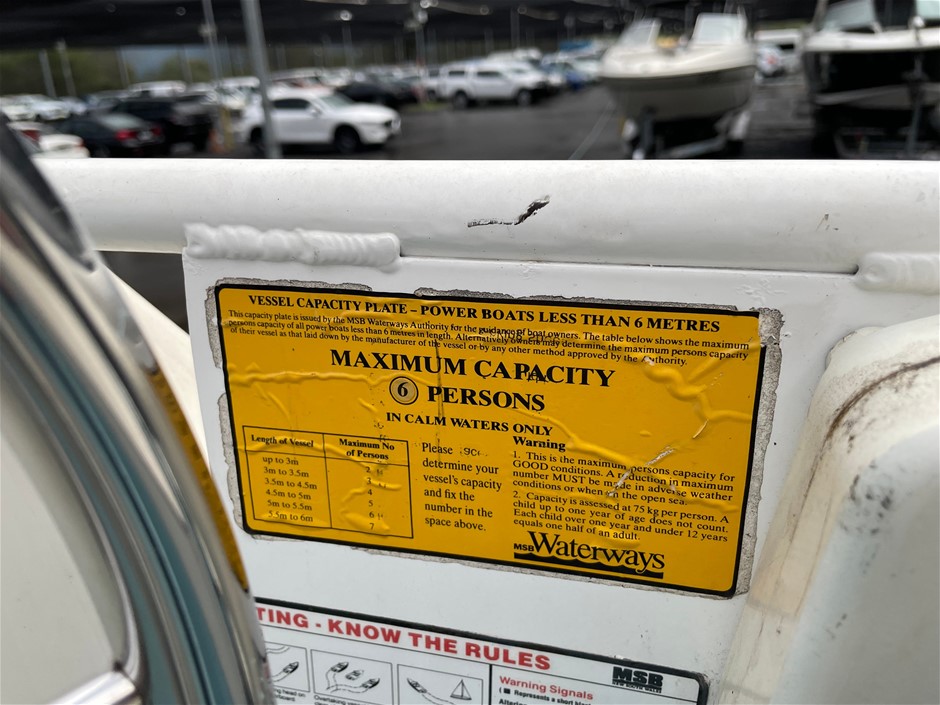 VESSEL CAPACITY PLATE – POWER BOATS LESS THAN 6 METRES
This capacity plate is issued by the MSB Waterways Authority for the guidance of boat owners. The table below shows the maximum
persons capacity of all power boats less than 6 metres in length. Alternatively owners may determine the maximum persons capacity
of their vessel as that laid down by the manufacturer of the vessel or by any other method approved by the Authority.
MAXIMUM CAPACITY
6 PERSONS
IN CALM WATERS ONLY
Length of Vessel Maximum No
of Persons
up to 3m 2
3m to 3.5m 3
3.5m to 4.5m 4
4.5m to 5m 5
5m to 5.5m 6
5.5m to 6m 7
Please
determine your
vessel's capacity
and fix the
number in the
space above.
Warning
1. This is the maximum persons capacity for
GOOD conditions. A reduction in maximum
number MUST be made in adverse weather
conditions or when on the open sea.
2. Capacity is assessed at 75 kg per person. A
child up to one year of age does not count.
Each child over one year and under 12 years
equals one half of an adult.
MSB Waterways
TING - KNOW THE RULES
MSB
Warning Signals
Represents a short